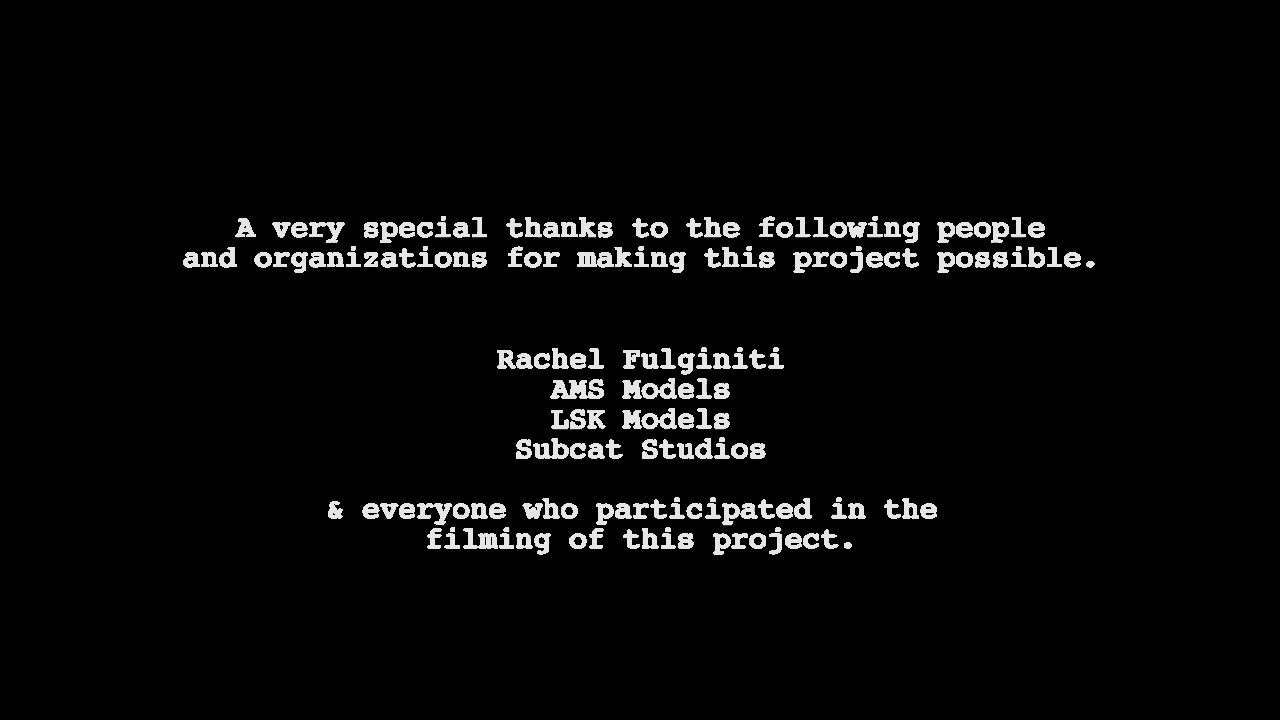 A very special thanks to the following people
and organizations for making this project possible.
Rachel Fulginiti
AMS Models
LSK Models
Subcat Studios
& everyone who participated in the
filming of this project.